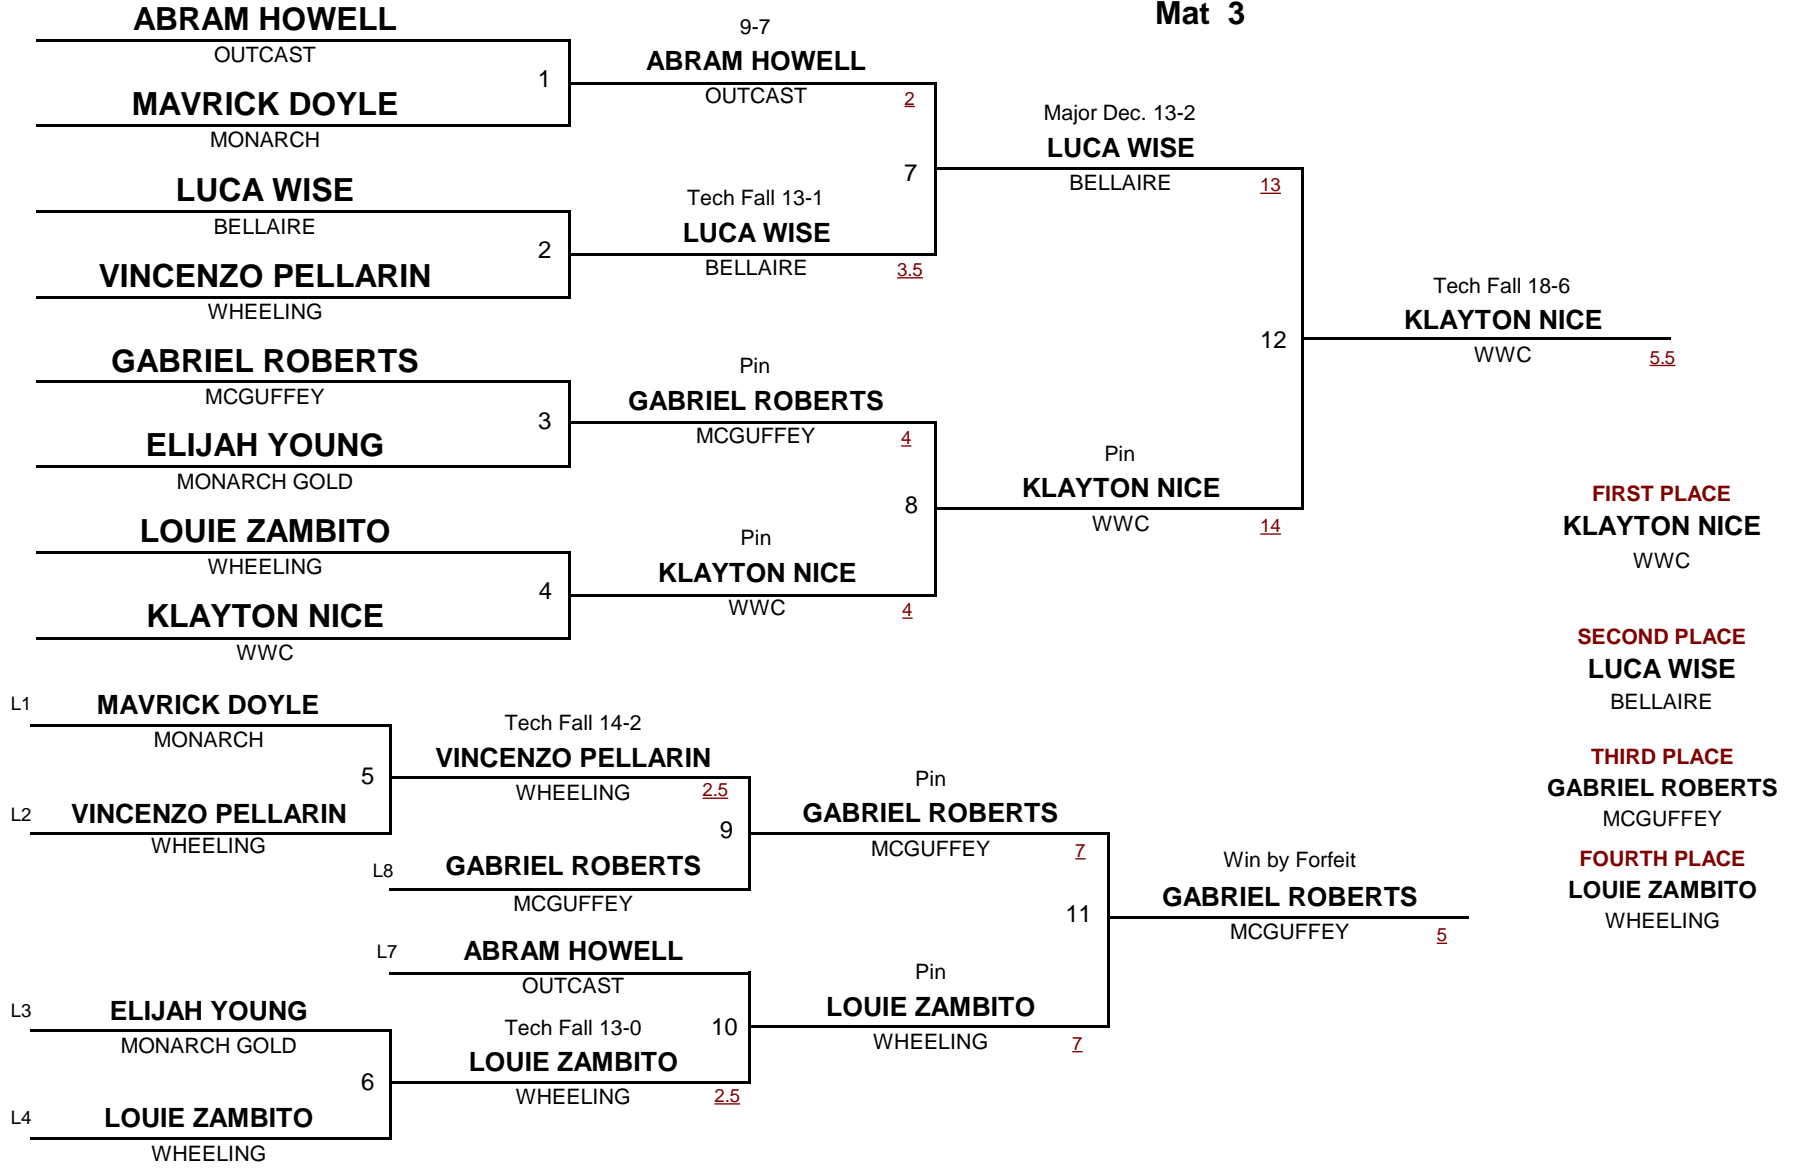 Mat 3
ABRAM HOWELL
OUTCAST
1
MAVRICK DOYLE
MONARCH
LUCA WISE
BELLAIRE
2
VINCENZO PELLARIN
WHEELING
GABRIEL ROBERTS
MCGUFFEY
3
ELIJAH YOUNG
MONARCH GOLD
LOUIE ZAMBITO
WHEELING
4
KLAYTON NICE
WWC
9-7
ABRAM HOWELL
OUTCAST 2
7
Tech Fall 13-1
LUCA WISE
BELLAIRE 3.5
Pin
GABRIEL ROBERTS
MCGUFFEY 4
8
Pin
KLAYTON NICE
WWC 4
Major Dec. 13-2
LUCA WISE
BELLAIRE 13
12
Pin
KLAYTON NICE
WWC 14
Tech Fall 18-6
KLAYTON NICE
WWC 5.5
L1 MAVRICK DOYLE
MONARCH
5
L2 VINCENZO PELLARIN
WHEELING
L3 ELIJAH YOUNG
MONARCH GOLD
6
L4 LOUIE ZAMBITO
WHEELING
Tech Fall 14-2
VINCENZO PELLARIN
WHEELING 2.5
9
L8 GABRIEL ROBERTS
MCGUFFEY
L7 ABRAM HOWELL
OUTCAST
Tech Fall 13-0 10
LOUIE ZAMBITO
WHEELING 2.5
Pin
GABRIEL ROBERTS
MCGUFFEY 7
11
Pin
LOUIE ZAMBITO
WHEELING 7
Win by Forfeit
GABRIEL ROBERTS
MCGUFFEY 5
FIRST PLACE
KLAYTON NICE
WWC
SECOND PLACE
LUCA WISE
BELLAIRE
THIRD PLACE
GABRIEL ROBERTS
MCGUFFEY
FOURTH PLACE
LOUIE ZAMBITO
WHEELING